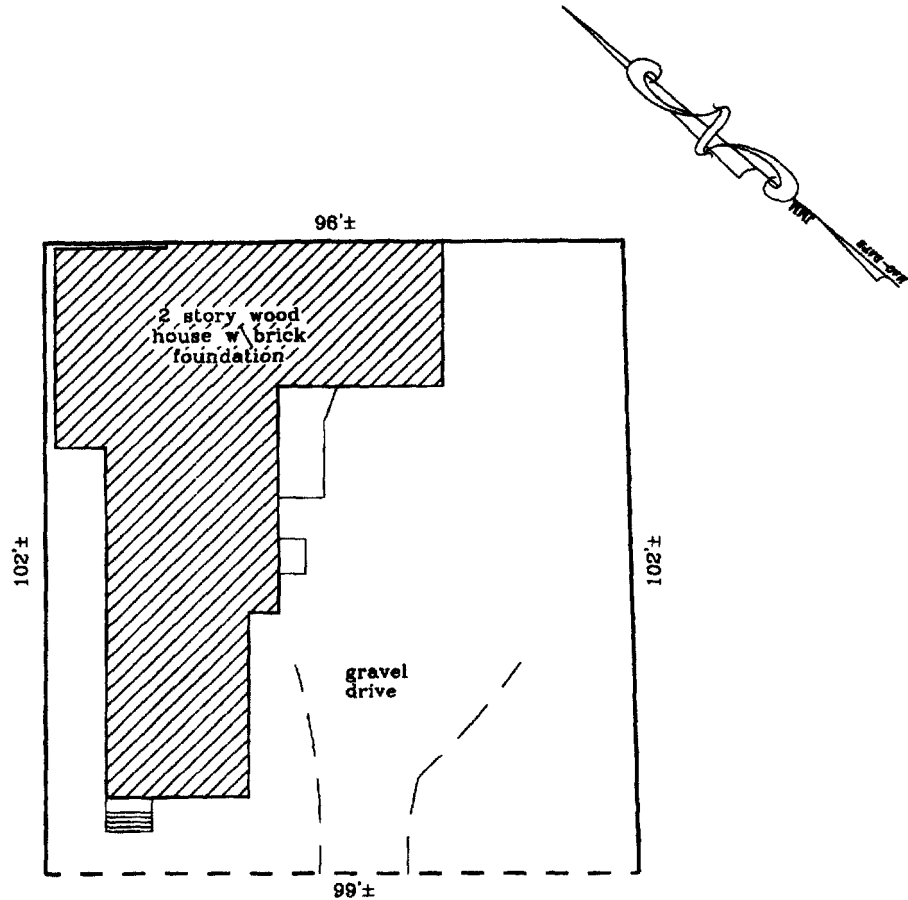 96'±
2 story wood
house w\brick
foundation
102'±
102'±
gravel
drive
99'±